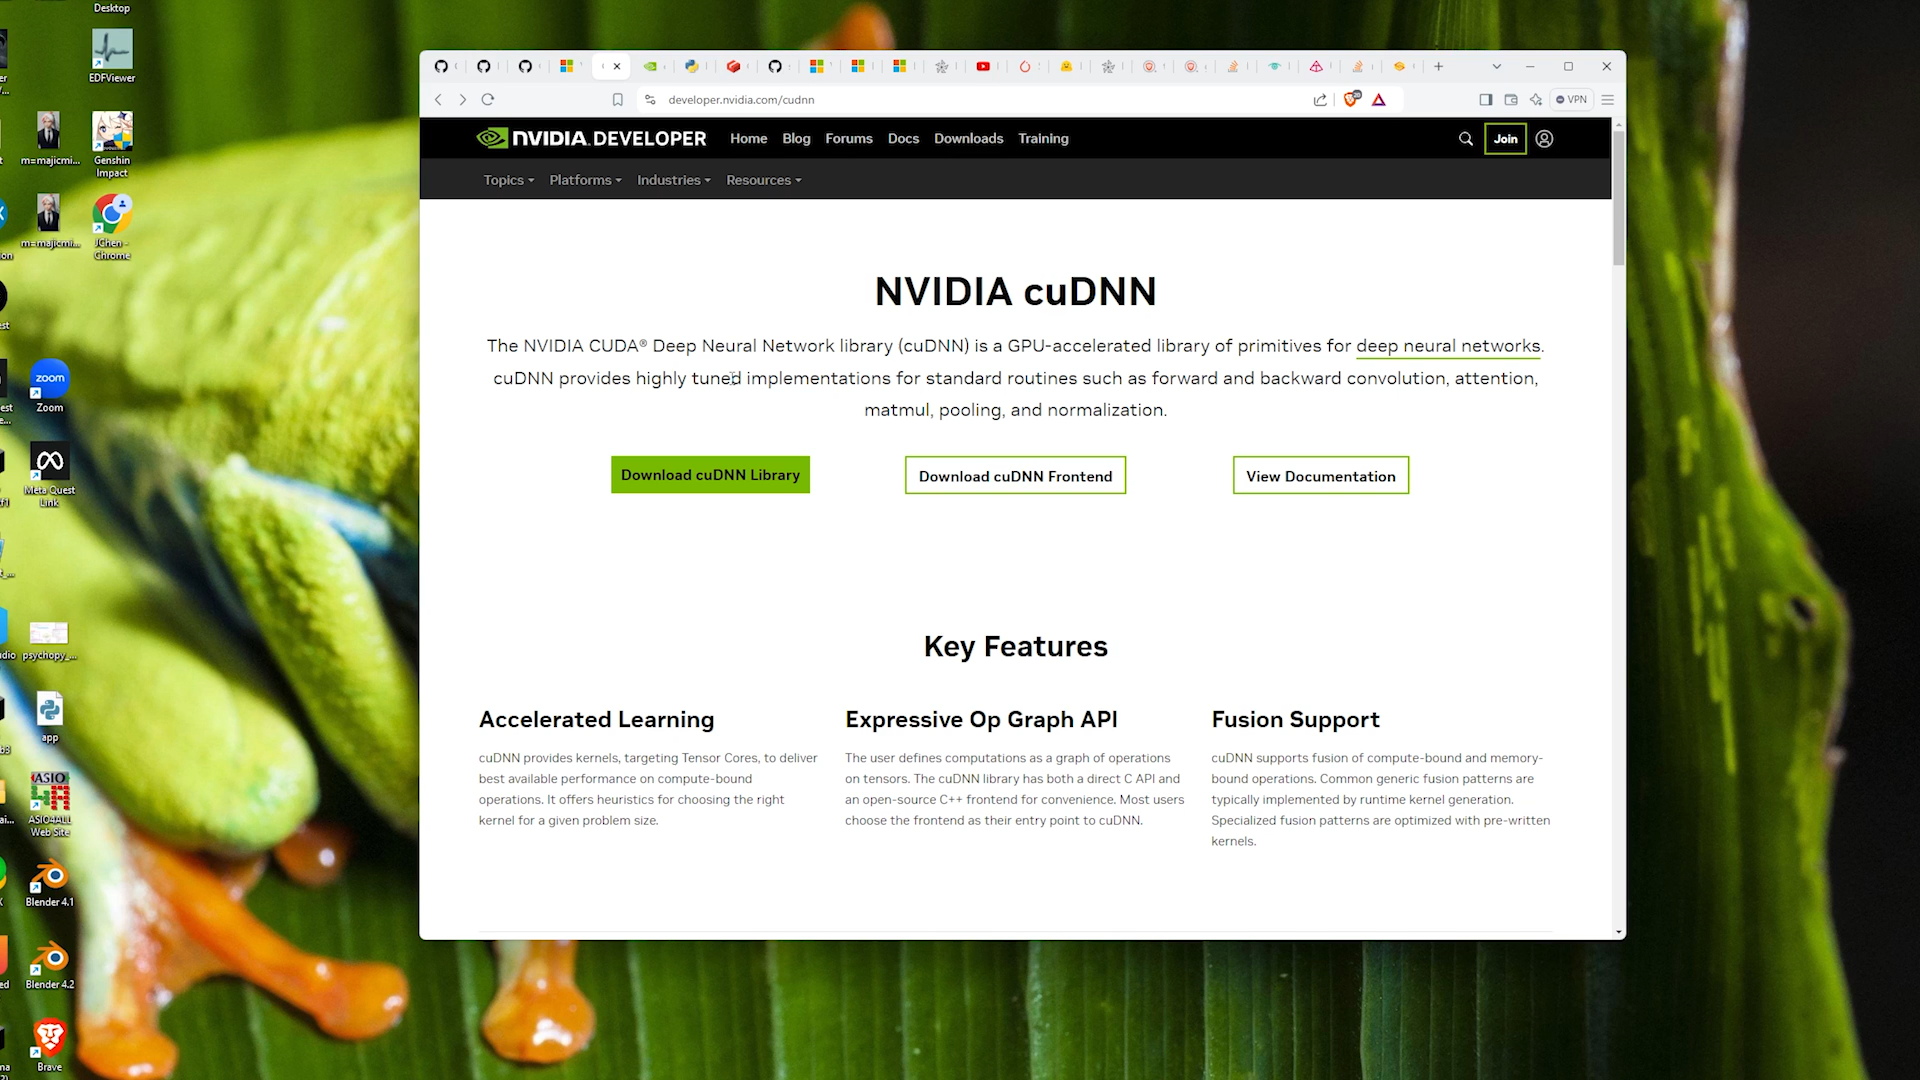 Desktop
EDFViewer
m=majicmi...
Genshin
Impact
m=majicmi...
JChen -
Chrome
zoom
Zoom
Meta Quest
Link
psychopy_...
app
ASIO
ASIO4ALL
Web Site
Blender 4.1
Blender 4.2
Brave
developer.nvidia.com/cudnn
VPN
NVIDIA DEVELOPER
Home
Blog
Forums
Docs
Downloads
Training
Join
Topics
Platforms
Industries
Resources
NVIDIA cuDNN
The NVIDIA CUDA® Deep Neural Network library (cuDNN) is a GPU-accelerated library of primitives for deep neural networks.
cuDNN provides highly tuned implementations for standard routines such as forward and backward convolution, attention,
matmul, pooling, and normalization.
Download cuDNN Library
Download cuDNN Frontend
View Documentation
Key Features
Accelerated Learning
cuDNN provides kernels, targeting Tensor Cores, to deliver
best available performance on compute-bound
operations. It offers heuristics for choosing the right
kernel for a given problem size.
Expressive Op Graph API
The user defines computations as a graph of operations
on tensors. The cuDNN library has both a direct C API and
an open-source C++ frontend for convenience. Most users
choose the frontend as their entry point to cuDNN.
Fusion Support
cuDNN supports fusion of compute-bound and memory-
bound operations. Common generic fusion patterns are
typically implemented by runtime kernel generation.
Specialized fusion patterns are optimized with pre-written
kernels.